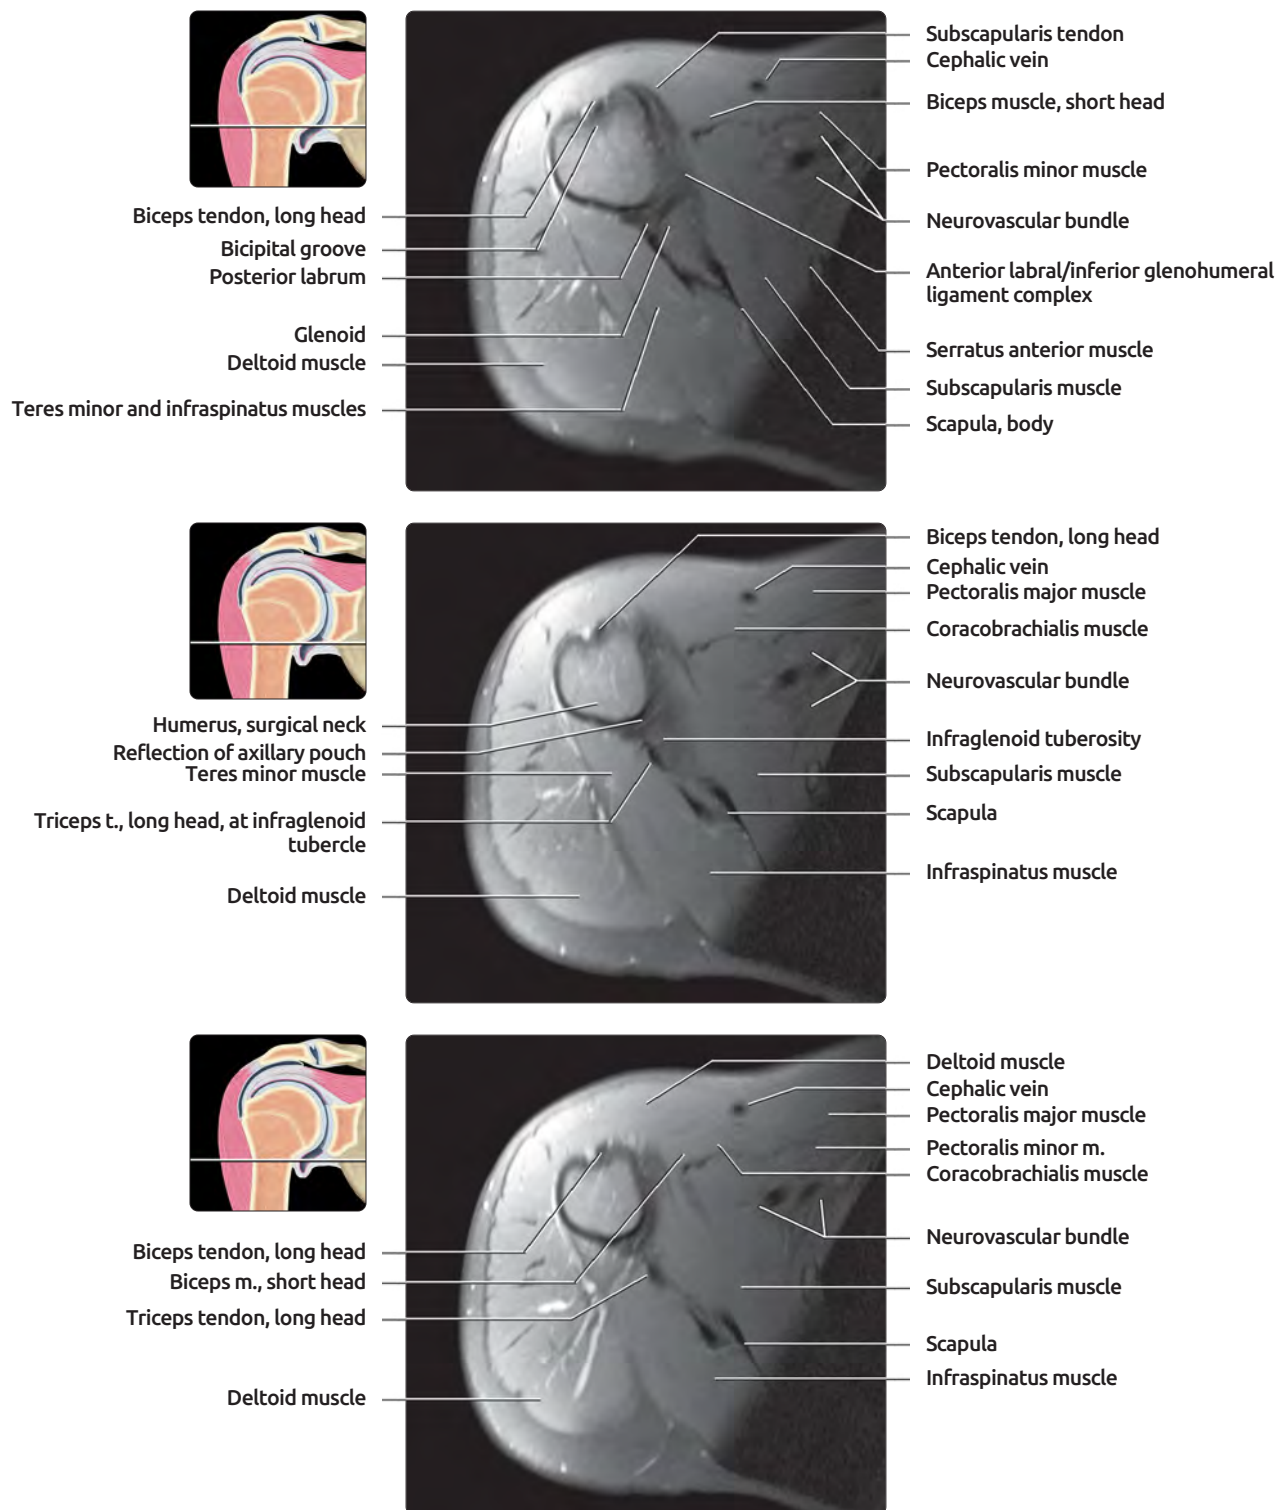 Subscapularis tendon
Cephalic vein
Biceps muscle, short head
Pectoralis minor muscle
Biceps tendon, long head
Neurovascular bundle
Bicipital groove
Posterior labrum
Anterior labral/inferior glenohumeral
ligament complex
Glenoid
Serratus anterior muscle
Deltoid muscle
Subscapularis muscle
Teres minor and infraspinatus muscles
Scapula, body
Biceps tendon, long head
Cephalic vein
Pectoralis major muscle
Coracobrachialis muscle
Neurovascular bundle
Humerus, surgical neck
Reflection of axillary pouch
Infraglenoid tuberosity
Teres minor muscle
Subscapularis muscle
Scapula
Triceps t., long head, at infraglenoid
tubercle
Infraspinatus muscle
Deltoid muscle
Deltoid muscle
Cephalic vein
Pectoralis major muscle
Pectoralis minor m.
Coracobrachialis muscle
Neurovascular bundle
Biceps tendon, long head
Biceps m., short head
Subscapularis muscle
Triceps tendon, long head
Scapula
Infraspinatus muscle
Deltoid muscle